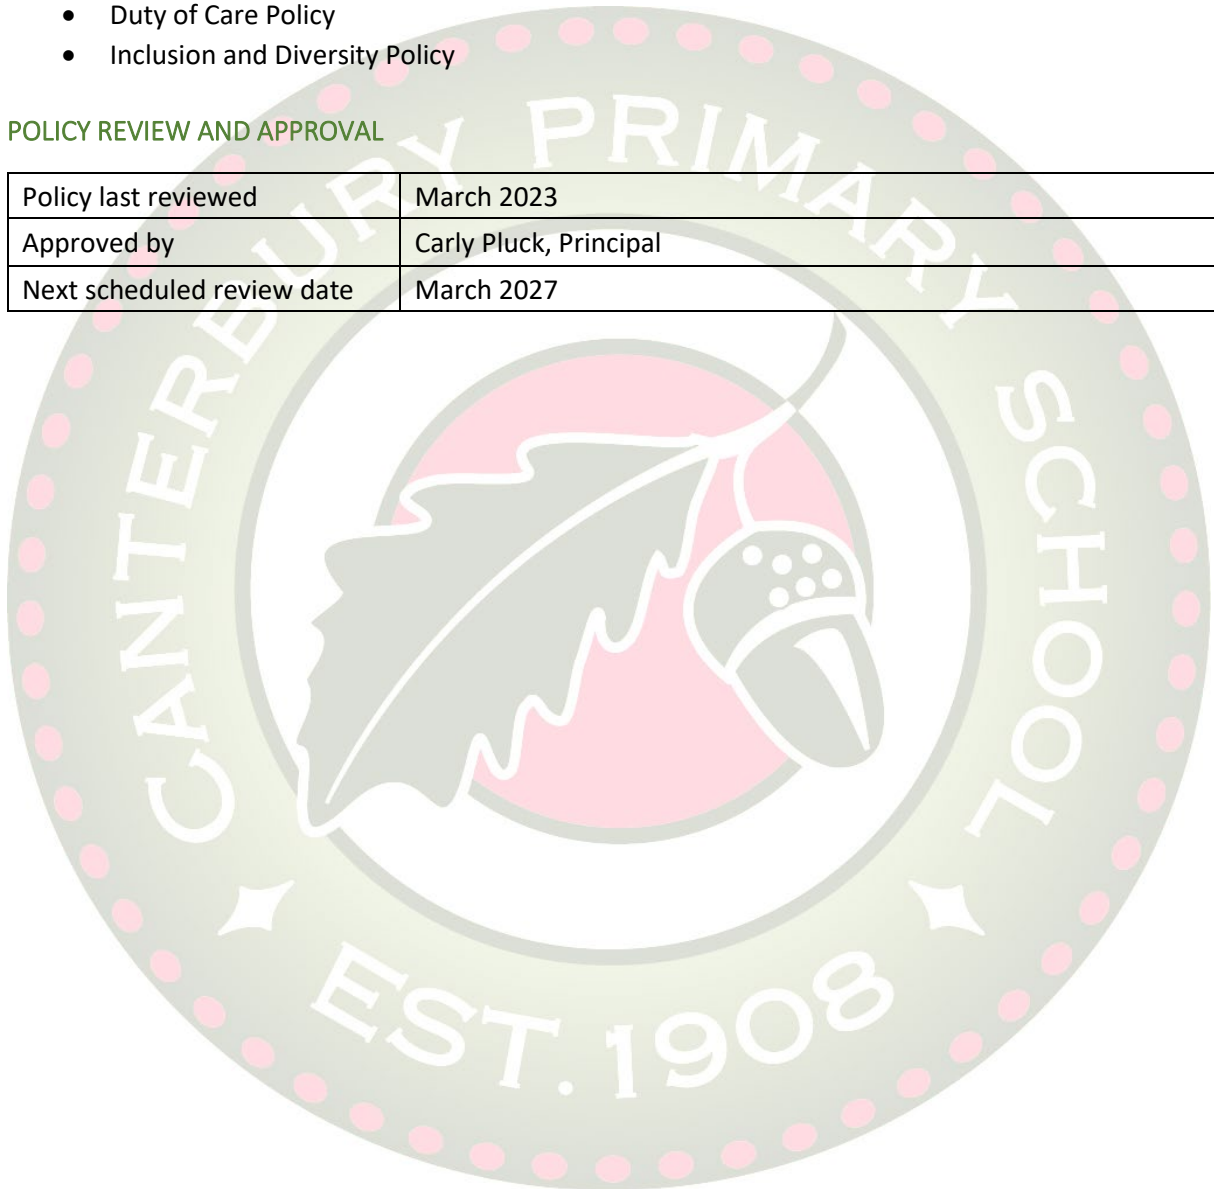 • Duty of Care Policy
• Inclusion and Diversity Policy
POLICY REVIEW AND APPROVAL
Policy last reviewed March 2023
Approved by Carly Pluck, Principal
Next scheduled review date March 2027
CANTERBURY PRIMARY SCHOOL
EST. 1908